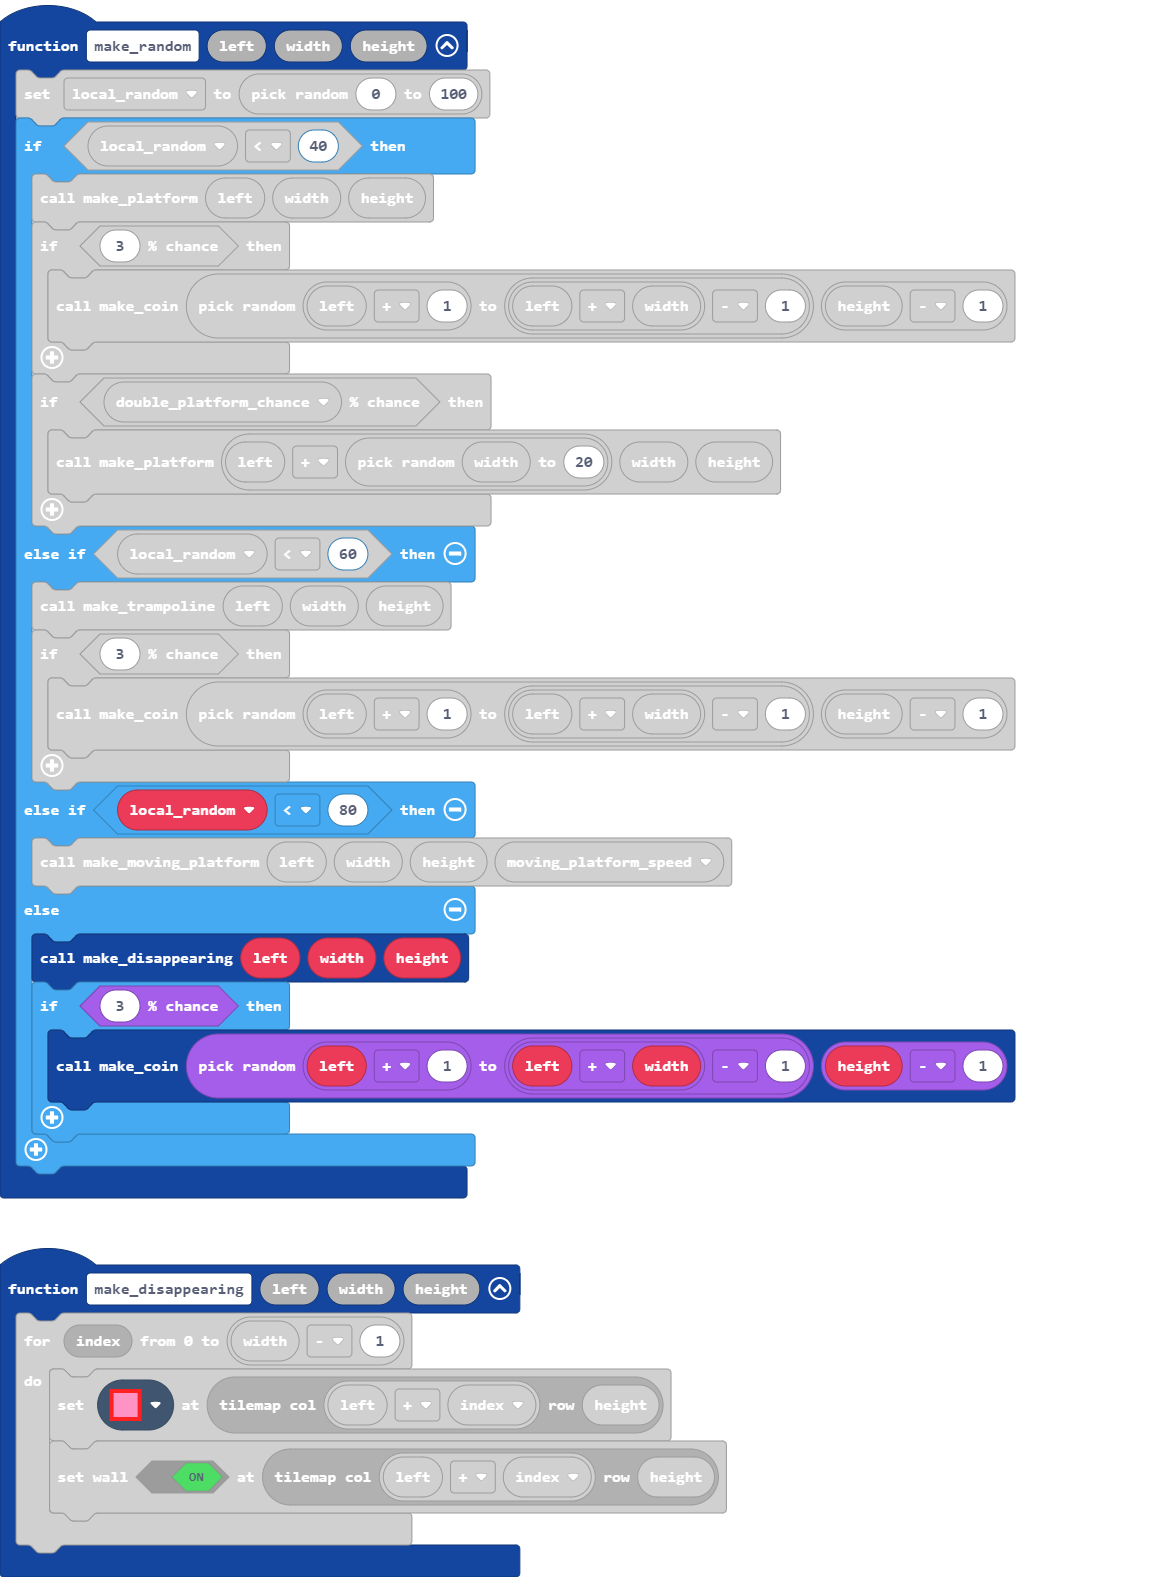 function make_random left width height
set local_random to pick random 0 to 100
if local_random < 40 then
call make_platform left width height
if 3 % chance then
call make_coin pick random left + 1 to left + width - 1 height - 1
if double_platform_chance % chance then
call make_platform left + pick random width to 20 width height
else if local_random < 60 then
call make_trampoline left width height
if 3 % chance then
call make_coin pick random left + 1 to left + width - 1 height - 1
else if local_random < 80 then
call make_moving_platform left width height moving_platform_speed
else
call make_disappearing left width height
if 3 % chance then
call make_coin pick random left + 1 to left + width - 1 height - 1
function make_disappearing left width height
for index from 0 to width - 1
do
set at tilemap col left + index row height
set wall ON at tilemap col left + index row height